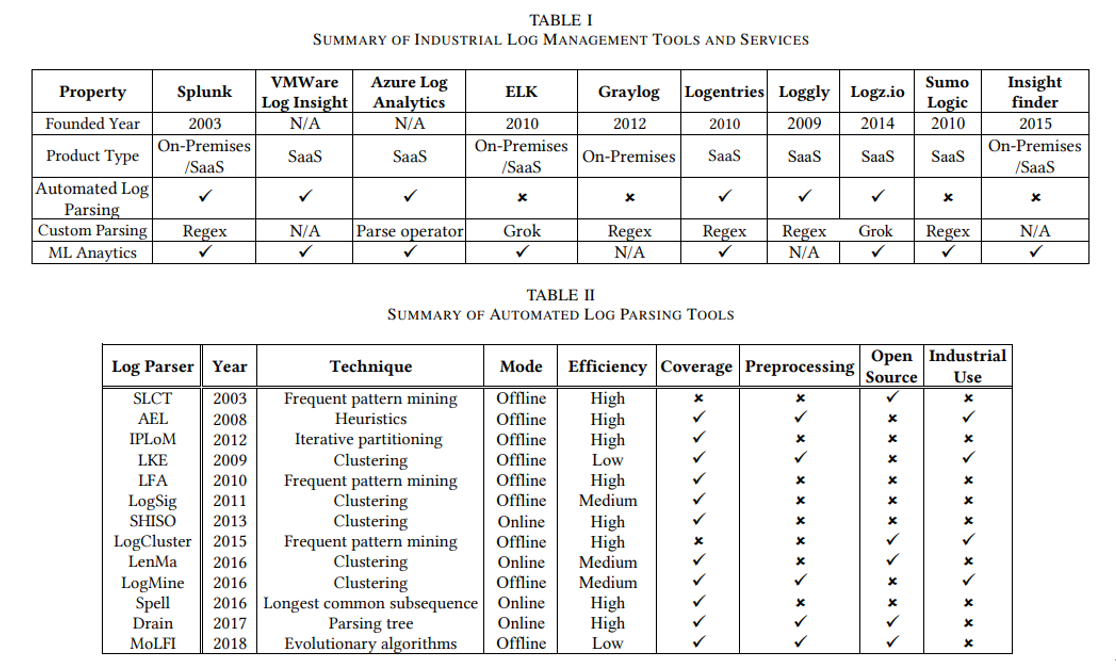 TABLE I
SUMMARY OF INDUSTRIAL LOG MANAGEMENT TOOLS AND SERVICES
Property Splunk VMWare Log Insight Azure Log Analytics ELK Graylog Logentries Loggly Logz.io Sumo Logic Insight finder
Founded Year 2003 N/A N/A 2010 2012 2010 2009 2014 2010 2015
Product Type On-Premises /SaaS SaaS SaaS On-Premises /SaaS On-Premises SaaS SaaS SaaS SaaS On-Premises /SaaS
Automated Log Parsing ✓ ✓ ✓ ✗ ✗ ✓ ✓ ✓ ✗ ✗
Custom Parsing Regex N/A Parse operator Grok Regex Regex Regex Grok Regex N/A
ML Anaytics ✓ ✓ ✓ ✓ N/A ✓ N/A ✓ ✓ ✓
TABLE II
SUMMARY OF AUTOMATED LOG PARSING TOOLS
Log Parser Year Technique Mode Efficiency Coverage Preprocessing Open Source Industrial Use
SLCT 2003 Frequent pattern mining Offline High ✗ ✗ ✓ ✗
AEL 2008 Heuristics Offline High ✓ ✓ ✗ ✓
IPLoM 2012 Iterative partitioning Offline High ✓ ✗ ✗ ✗
LKE 2009 Clustering Offline Low ✓ ✓ ✗ ✓
LFA 2010 Frequent pattern mining Offline High ✓ ✗ ✗ ✗
LogSig 2011 Clustering Offline Medium ✓ ✗ ✗ ✗
SHISO 2013 Clustering Online High ✓ ✗ ✗ ✗
LogCluster 2015 Frequent pattern mining Offline High ✗ ✗ ✓ ✓
LenMa 2016 Clustering Online Medium ✓ ✗ ✓ ✗
LogMine 2016 Clustering Offline Medium ✓ ✓ ✗ ✓
Spell 2016 Longest common subsequence Online High ✓ ✗ ✗ ✗
Drain 2017 Parsing tree Online High ✓ ✓ ✓ ✗
MoLFI 2018 Evolutionary algorithms Offline Low ✓ ✓ ✓ ✗